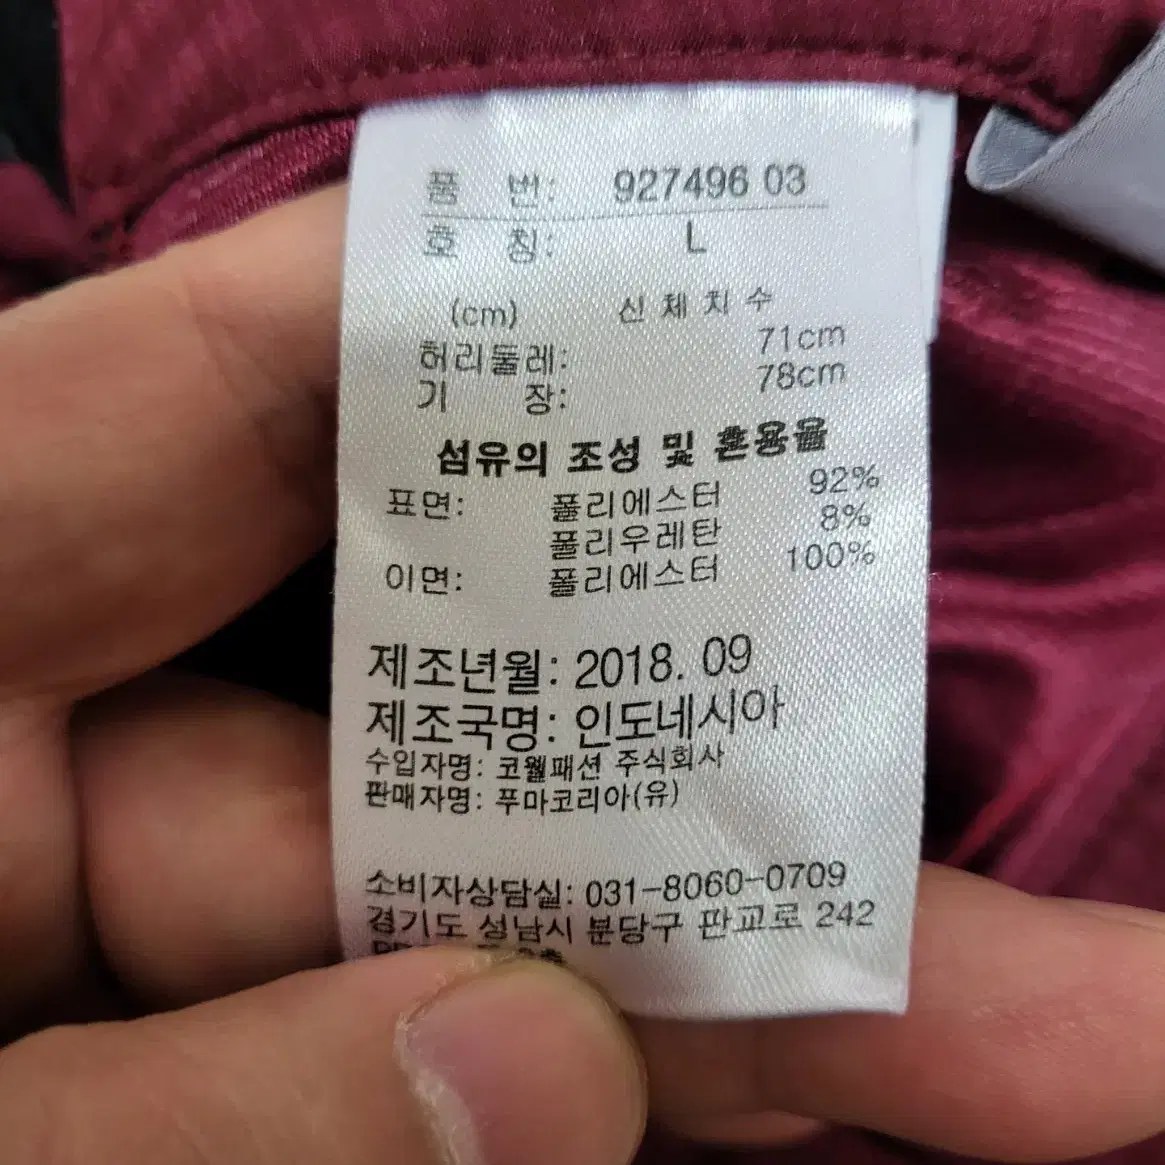 품 번: 927496 03
호 칭: L
(cm) 신체치수
허리둘레: 71cm
기 장: 78cm
섬유의 조성 및 혼용율
표면: 폴리에스터 92%
폴리우레탄 8%
이면: 폴리에스터 100%
제조년월: 2018. 09
제조국명: 인도네시아
수입자명: 코웰패션 주식회사
판매자명: 푸마코리아(유)
소비자상담실: 031-8060-0709
경기도 성남시 분당구 판교로 242